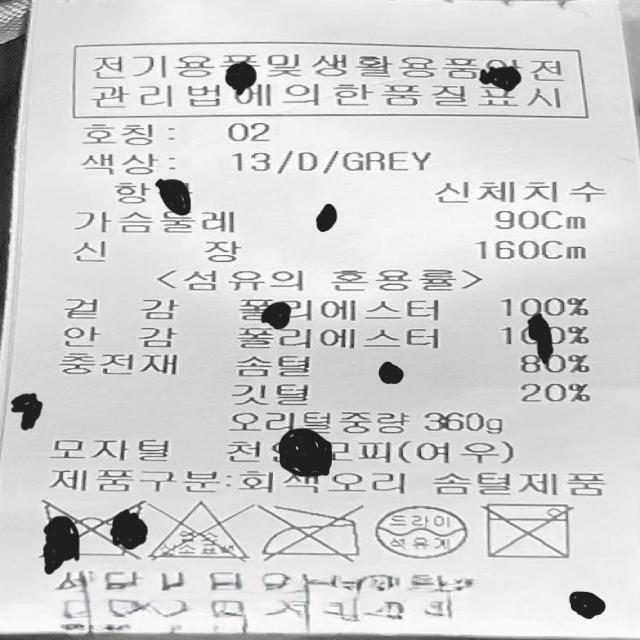 전기용품및생활용품안전
관리법에의한품질표시
호칭: 02
색상: 13/D/GREY
신체치수
가슴둘레 90Cm
신 장 160Cm
<섬유의 혼용률>
겉 감 폴리에스터 100%
안 감 폴리에스터 100%
충전재 솜털 80%
깃털 20%
오리털중량 360g
모자털 천연모피(여우)
제품구분:회색오리 솜털제품
드라이
석유계